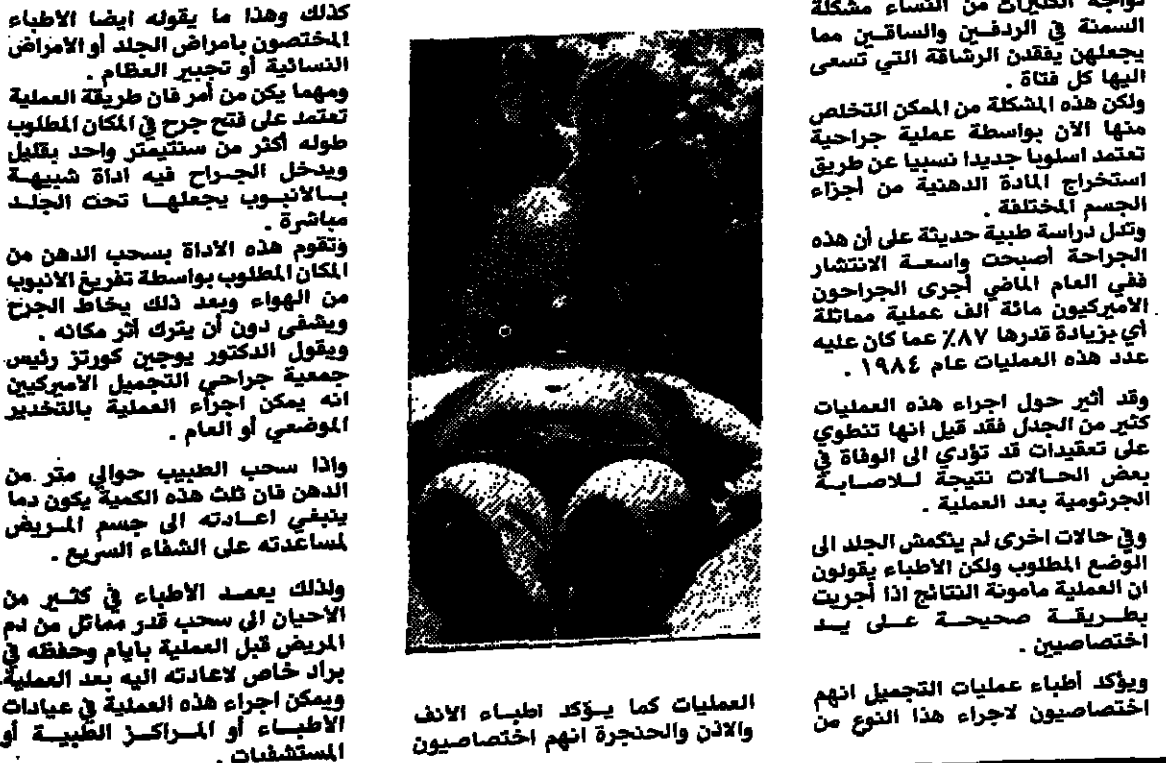 تواجه الكثيرات من النساء مشكلة
السمنة في الردفين والساقين مما
يجعلهن يفقدن الرشاقة التي تسعى
اليها كل فتاة .
ولكن هذه المشكلة من الممكن التخلص
منها الآن بواسطة عملية جراحية
تعتمد اسلوبا جديدا نسبيا عن طريق
استخراج المادة الدهنية من أجزاء
الجسم المختلفة .
وتدل دراسة طبية حديثة على أن هذه
الجراحة أصبحت واسعة الانتشار
ففي العام الماضي أجرى الجراحون
الاميركيون مائة الف عملية مماثلة
أي بزيادة قدرها ٨٧٪ عما كان عليه
عدد هذه العمليات عام ١٩٨٤ .
وقد أثير حول اجراء هذه العمليات
كثير من الجدل فقد قيل انها تنطوي
على تعقيدات قد تؤدي الى الوفاة في
بعض الحالات نتيجة للاصابة
الجرثومية بعد العملية .
وفي حالات اخرى لم ينكمش الجلد الى
الوضع المطلوب ولكن الاطباء يقولون
ان العملية مامونة النتائج اذا أجريت
بطريقة صحيحة على يد
اختصاصيين .
ويؤكد أطباء عمليات التجميل انهم
اختصاصيون لاجراء هذا النوع من
العمليات كما يؤكد اطباء الانف
والاذن والحنجرة انهم اختصاصيون
كذلك وهذا ما يقوله ايضا الاطباء
المختصون بامراض الجلد أو الامراض
النسائية أو تجبير العظام .
ومهما يكن من أمر فان طريقة العملية
تعتمد على فتح جرح في المكان المطلوب
طوله أكثر من سنتيمتر واحد بقليل
ويدخل الجراح فيه اداة شبيهة
بالانبوب يجعلها تحت الجلد
مباشرة .
وتقوم هذه الاداة بسحب الدهن من
المكان المطلوب بواسطة تفريغ الانبوب
من الهواء وبعد ذلك يخاط الجرح
ويشفى دون أن يترك أثر مكانه .
ويقول الدكتور يوجين كورتز رئيس
جمعية جراحي التجميل الاميركيين
انه يمكن اجراء العملية بالتخدير
الموضعي أو العام .
واذا سحب الطبيب حوالي متر من
الدهن فان ثلث هذه الكمية يكون دما
ينبغي اعادته الى جسم المريض
لمساعدته على الشفاء السريع .
ولذلك يعمد الأطباء في كثير من
الاحيان الى سحب قدر مماثل من دم
المريض قبل العملية بايام وحفظه في
براد خاص لاعادته اليه بعد العملية.
ويمكن اجراء هذه العملية في عيادات
الاطباء أو المراكز الطبية أو
المستشفيات .